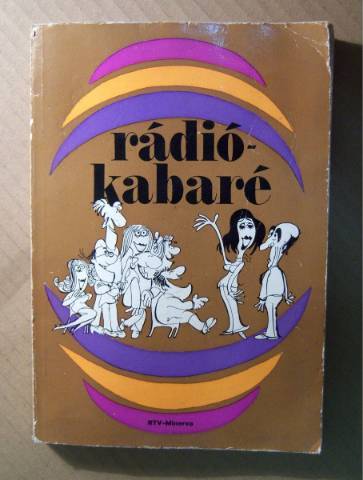 rádió-
kabaré
RTV-Minerva